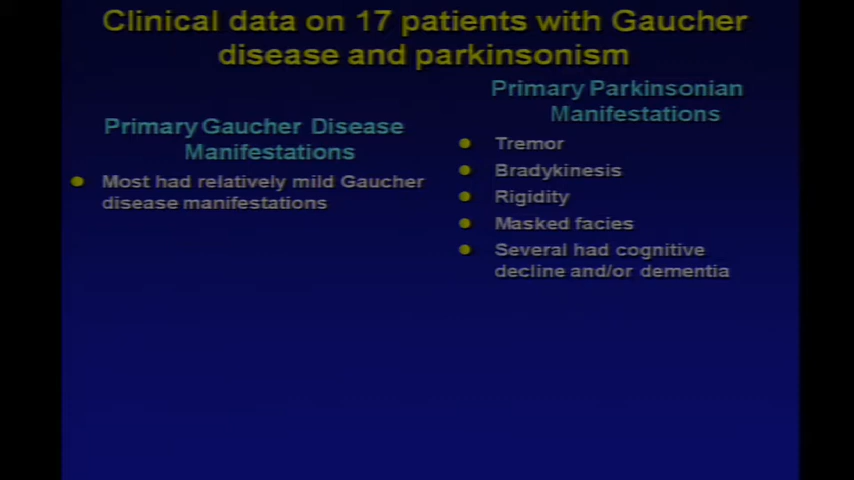 Clinical data on 17 patients with Gaucher
disease and parkinsonism
Primary Gaucher Disease
Manifestations
Most had relatively mild Gaucher
disease manifestations
Primary Parkinsonian
Manifestations
Tremor
Bradykinesis
Rigidity
Masked facies
Several had cognitive
decline and/or dementia